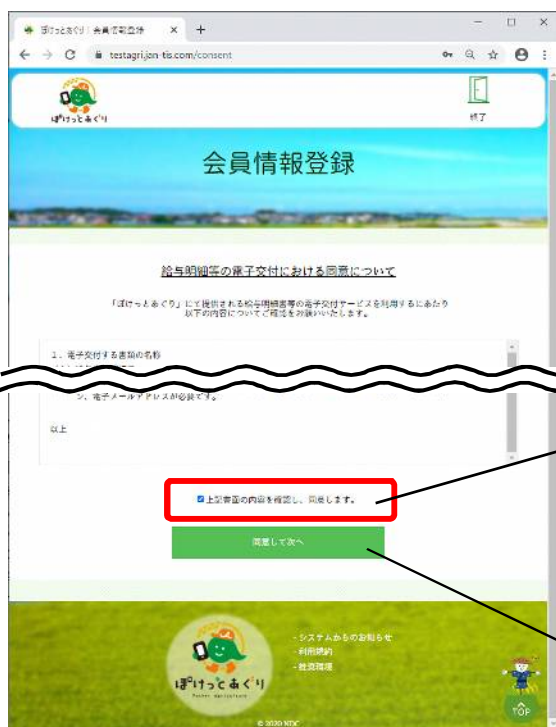 ぽけっとあぐり｜会員情報登録
testagri.jan-tis.com/consent
ぽけっとあぐり
終了
会員情報登録
給与明細等の電子交付における同意について
「ぽけっとあぐり」にて提供される給与明細書等の電子交付サービスを利用するにあたり
以下の内容についてご確認をお願いいたします。
1、電子交付する書類の名称
電子メールアドレスが必要です。
以上
上記書面の内容を確認し、同意します。
同意して次へ
- システムからのお知らせ
- 利用規約
- 推奨環境
ぽけっとあぐり
Pocket Agriculture
TOP
© 2020 NTIC